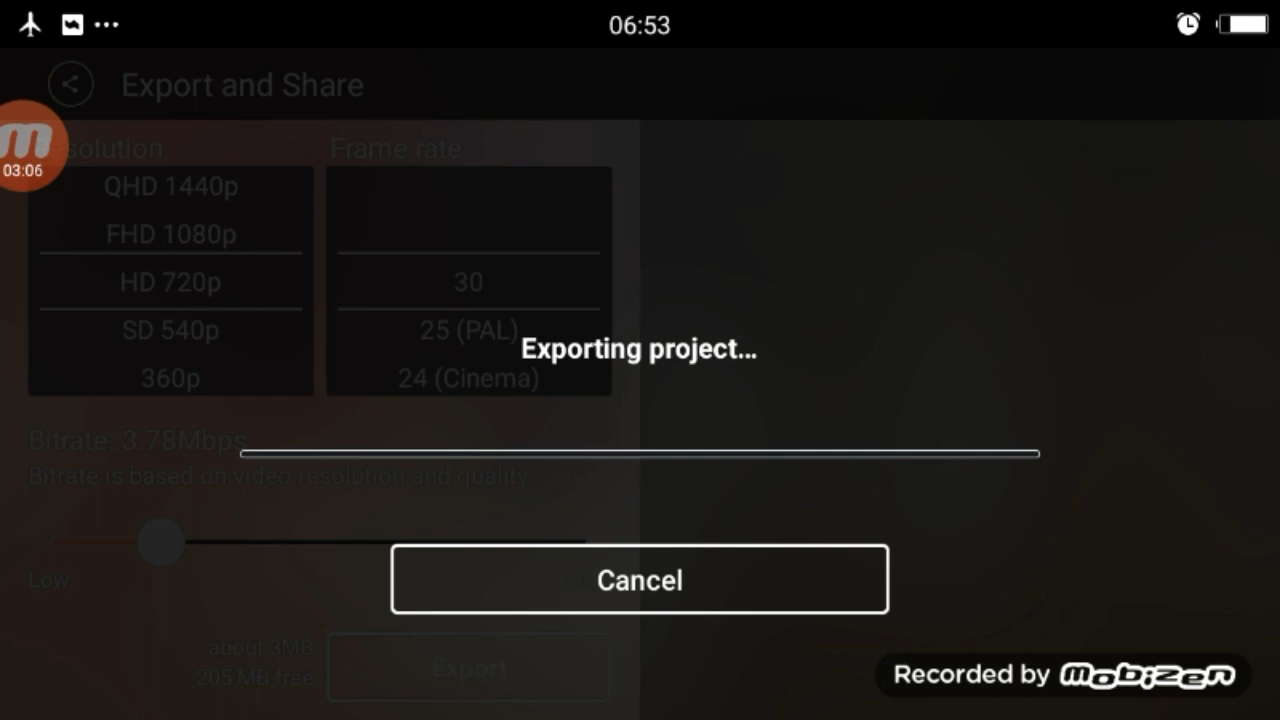 06:53
Export and Share
m
03:06
solution
Frame rate
QHD 1440p
FHD 1080p
HD 720p
SD 540p
360p
30
25 (PAL)
24 (Cinema)
Exporting project...
Bitrate: 3.78Mbps
Bitrate is based on video resolution and quality.
Low
Cancel
about 3MB
205 MB free
Export
Recorded by mobizen